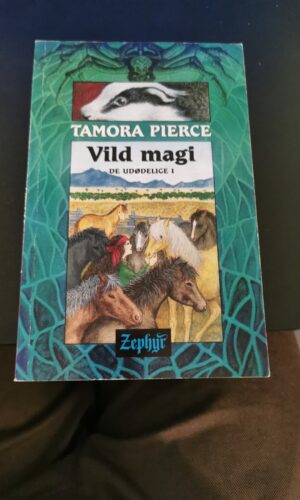 TAMORA PIERCE
Vild magi
DE UDØDELIGE 1
Zephyr